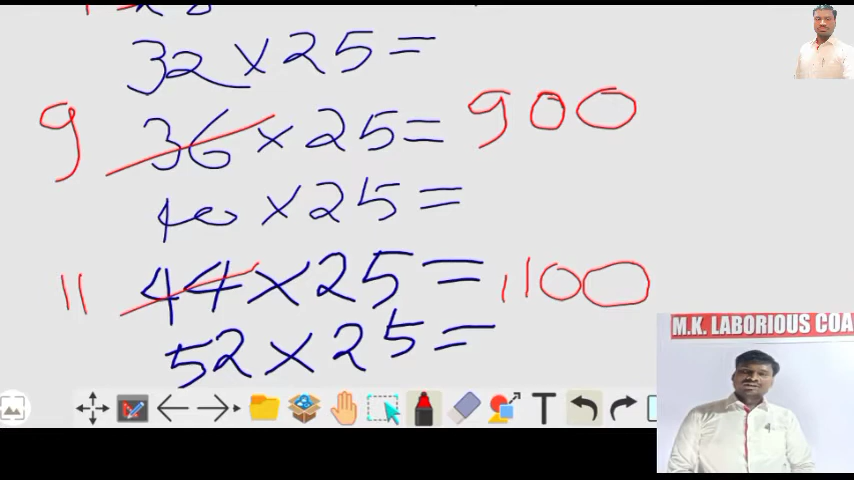 32×25=
9 36×25=900
40×25=
11 44×25=1100
52×25=
M.K. LABORIOUS COA
T